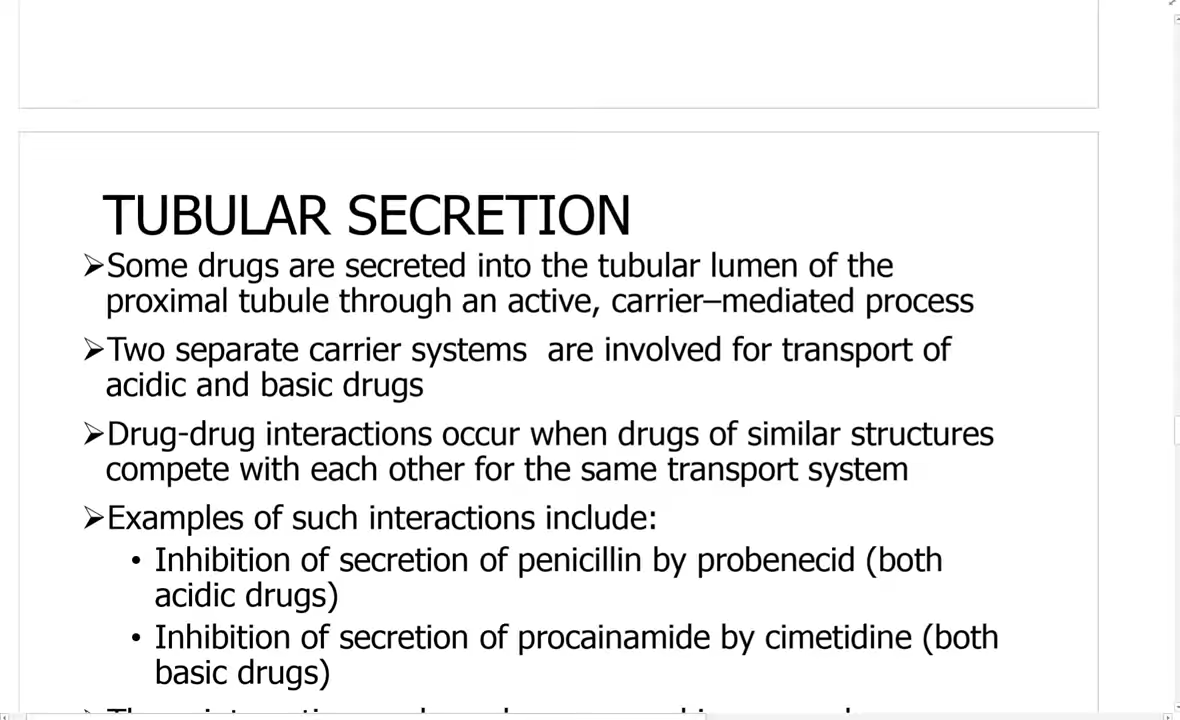 TUBULAR SECRETION
➢Some drugs are secreted into the tubular lumen of the
proximal tubule through an active, carrier–mediated process
➢Two separate carrier systems  are involved for transport of
acidic and basic drugs
➢Drug-drug interactions occur when drugs of similar structures
compete with each other for the same transport system
➢Examples of such interactions include:
• Inhibition of secretion of penicillin by probenecid (both
acidic drugs)
• Inhibition of secretion of procainamide by cimetidine (both
basic drugs)